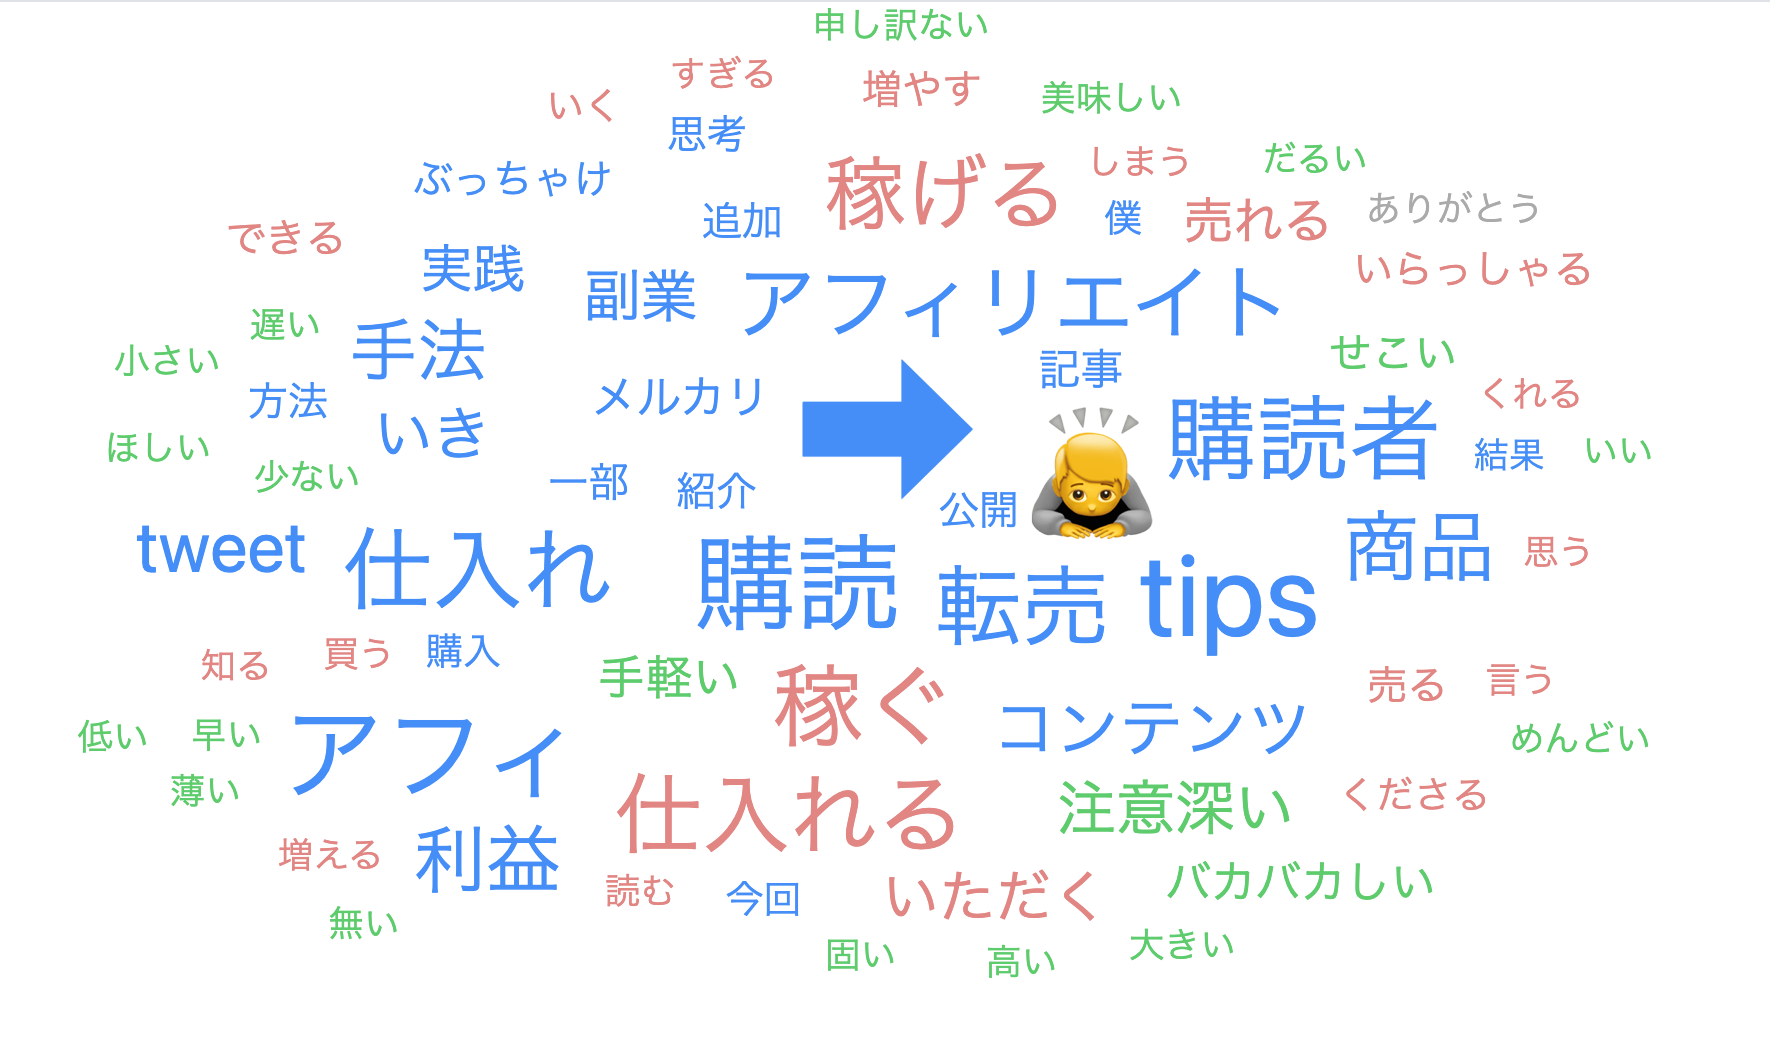 申し訳ない
すぎる
増やす
いく
美味しい
思考
ぶっちゃけ
稼げる
しまう
だるい
できる
追加
僕
売れる
ありがとう
実践
副業
アフィリエイト
いらっしゃる
遅い
手法
小さい
記事
せこい
方法
メルカリ
くれる
いき
購読者
ほしい
結果
いい
少ない
一部
紹介
公開
tweet
仕入れ
購読
転売
tips
商品
思う
知る
買う
購入
手軽い
稼ぐ
売る
言う
低い
早い
アフィ
コンテンツ
めんどい
薄い
仕入れる
注意深い
くださる
増える
利益
読む
今回
いただく
バカバカしい
無い
固い
高い
大きい